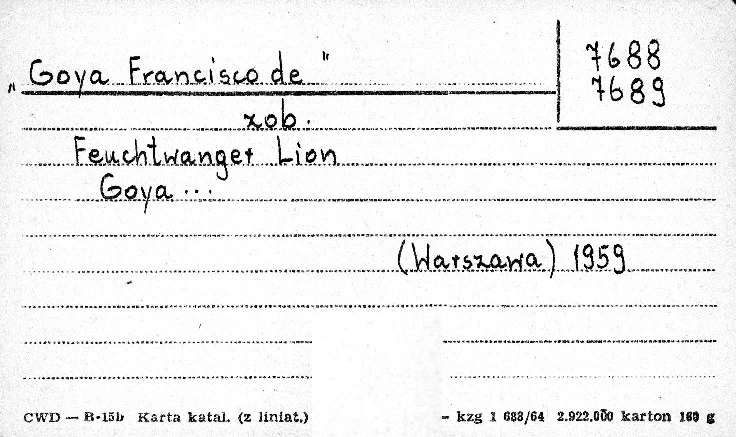 „Goya Francisco de"
7688
7689
zob.
Feuchtwanger Lion
Goya ...
(Warszawa) 1959
CWD — B-15b Karta katal. (z liniat.) - kzg 1 683/64 2.922.000 karton 160 g